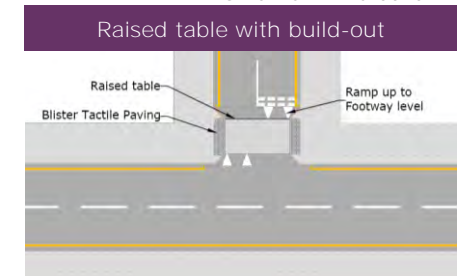 Raised table with build-out
Raised table
Blister Tactile Paving
Ramp up to
Footway level